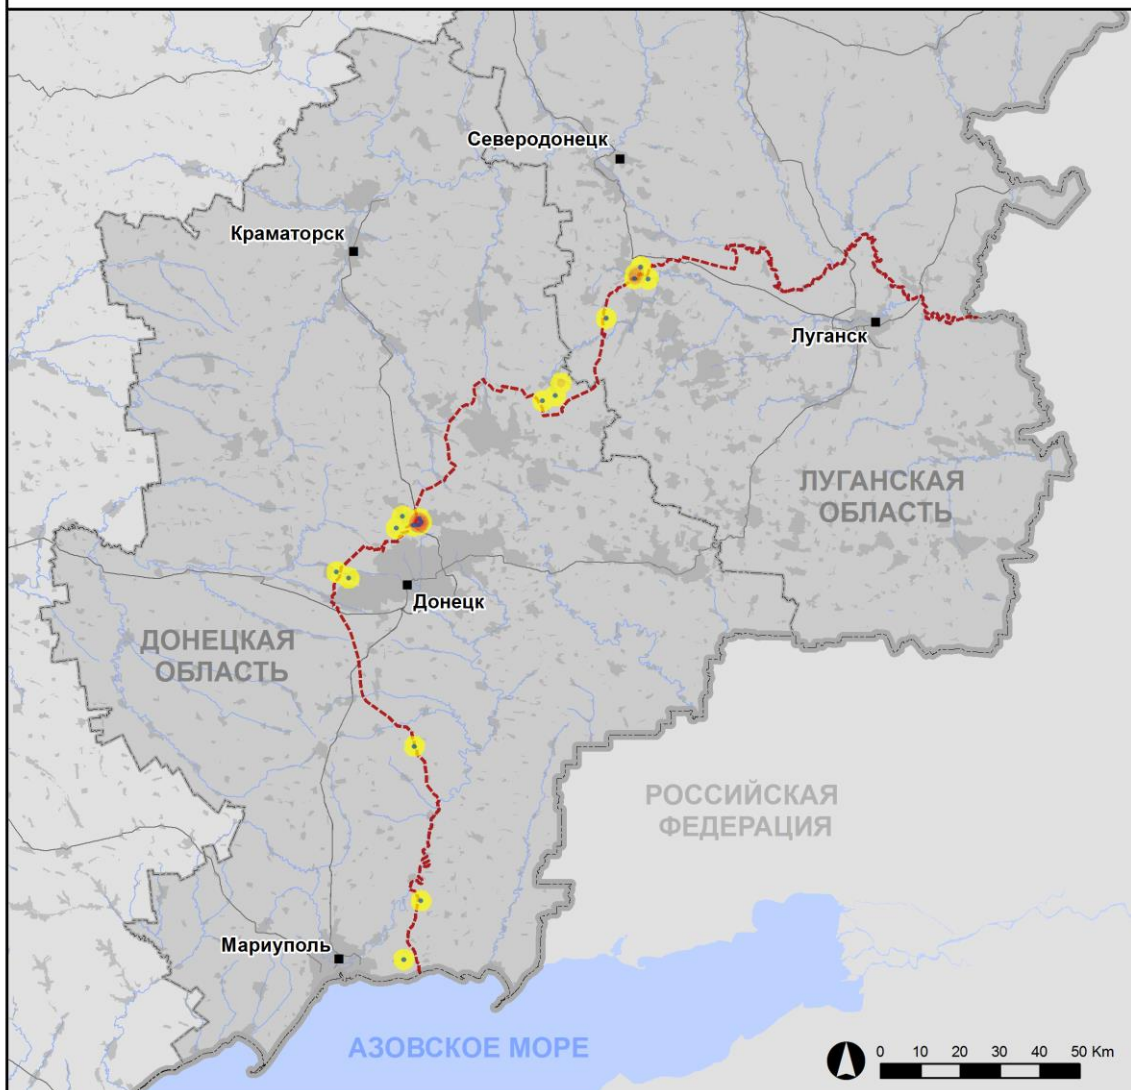 Северодонецк
Краматорск
Луганск
ЛУГАНСКАЯ
ОБЛАСТЬ
Донецк
ДОНЕЦКАЯ
ОБЛАСТЬ
РОССИЙСКАЯ
ФЕДЕРАЦИЯ
Мариуполь
АЗОВСКОЕ МОРЕ
0 10 20 30 40 50 Km